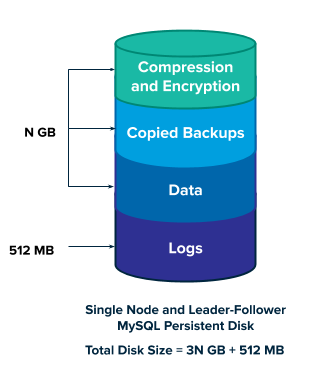 Compression
and Encryption
N GB
Copied Backups
Data
512 MB
Logs
Single Node and Leader-Follower
MySQL Persistent Disk
Total Disk Size = 3N GB + 512 MB